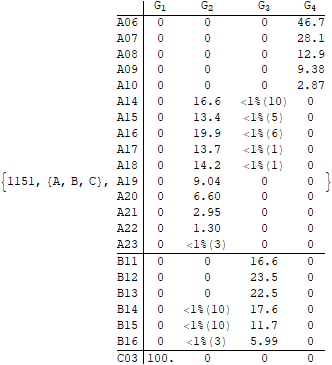 G1 G2 G3 G4
A06 0 0 0 46.7
A07 0 0 0 28.1
A08 0 0 0 12.9
A09 0 0 0 9.38
A10 0 0 0 2.87
A14 0 16.6 <1%(10) 0
A15 0 13.4 <1%(5) 0
A16 0 19.9 <1%(6) 0
A17 0 13.7 <1%(1) 0
A18 0 14.2 <1%(1) 0
{1151, {A, B, C}, A19 0 9.04 0 0 }
A20 0 6.60 0 0
A21 0 2.95 0 0
A22 0 1.30 0 0
A23 0 <1%(3) 0 0
B11 0 0 16.6 0
B12 0 0 23.5 0
B13 0 0 22.5 0
B14 0 <1%(10) 17.6 0
B15 0 <1%(10) 11.7 0
B16 0 <1%(3) 5.99 0
C03 100. 0 0 0